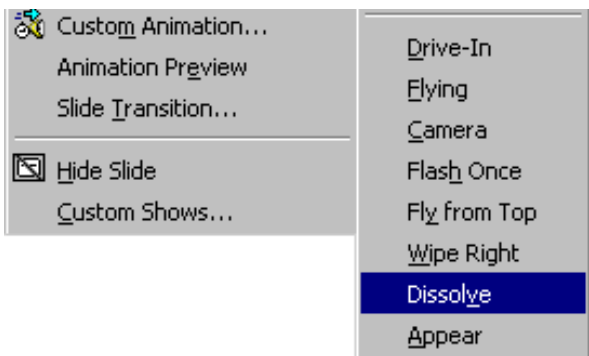 Custom Animation...
Animation Preview
Slide Transition...
Hide Slide
Custom Shows...
Drive-In
Flying
Camera
Flash Once
Fly from Top
Wipe Right
Dissolve
Appear